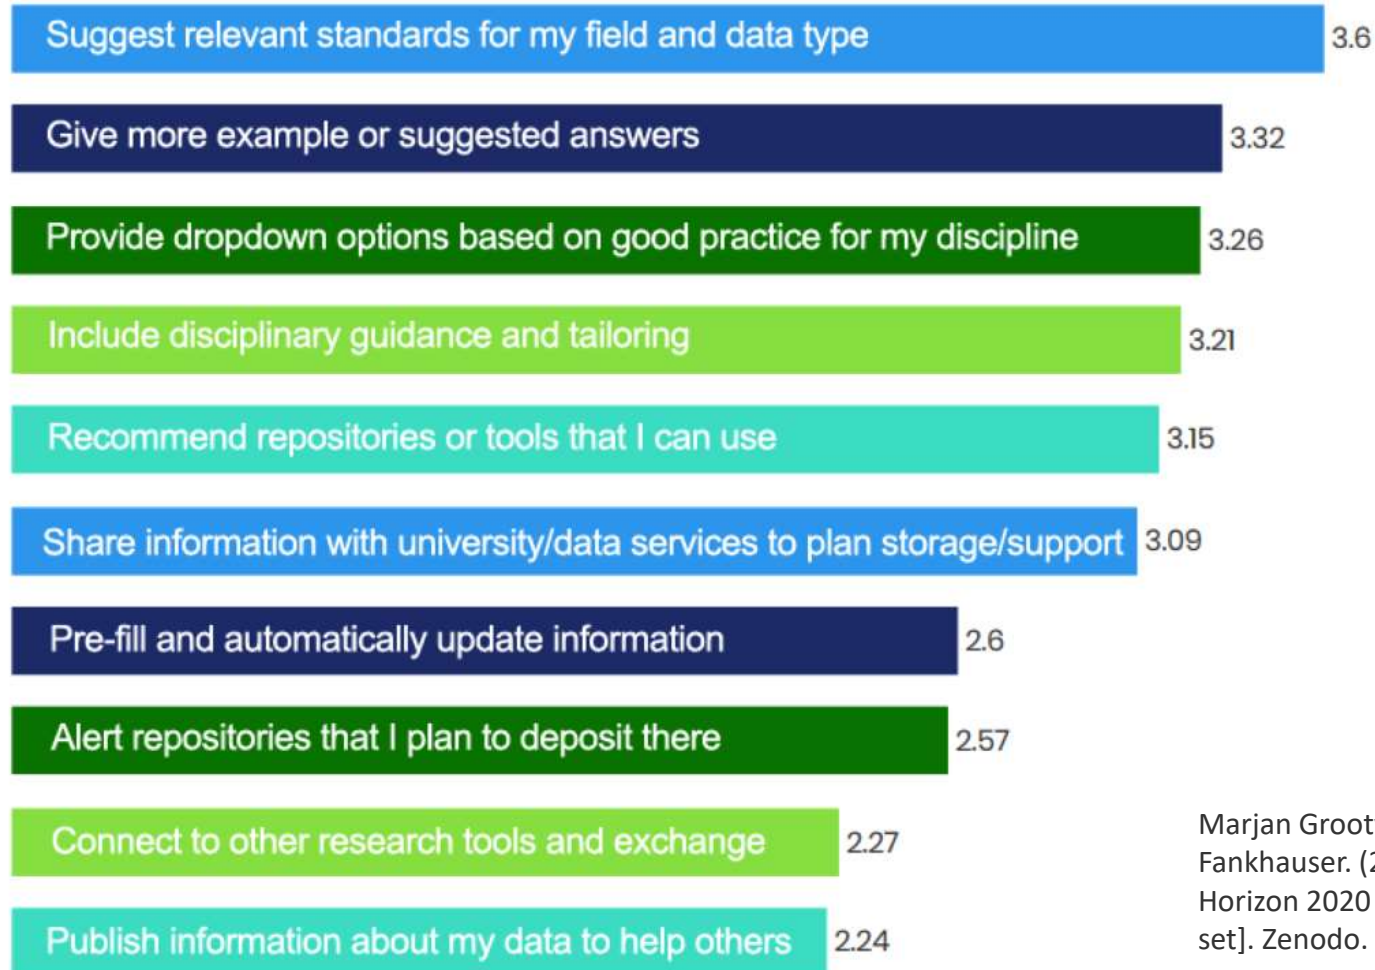 Suggest relevant standards for my field and data type 3.6
Give more example or suggested answers 3.32
Provide dropdown options based on good practice for my discipline 3.26
Include disciplinary guidance and tailoring 3.21
Recommend repositories or tools that I can use 3.15
Share information with university/data services to plan storage/support 3.09
Pre-fill and automatically update information 2.6
Alert repositories that I plan to deposit there 2.57
Connect to other research tools and exchange 2.27
Publish information about my data to help others 2.24
Marjan Groot
Fankhauser. (2
Horizon 2020
set]. Zenodo.